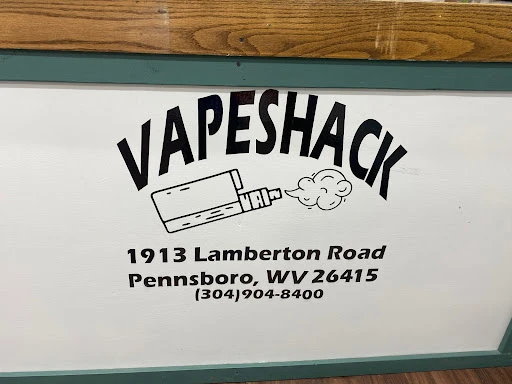 VAPESHACK
1913 Lamberton Road
Pennsboro, WV 26415
(304)904-8400